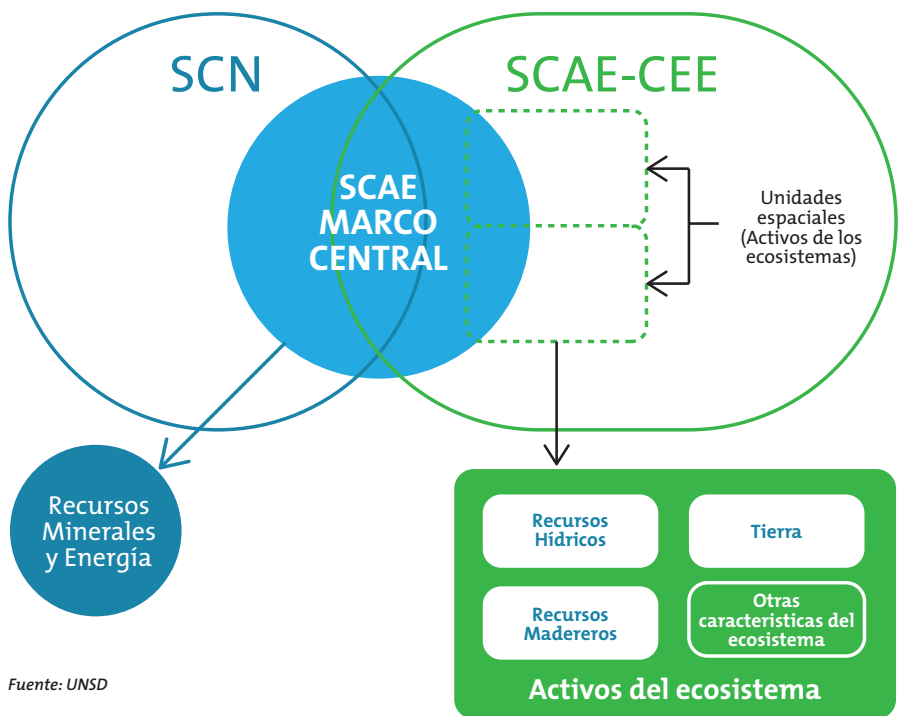 SCN
SCAE-CEE
SCAE
MARCO
CENTRAL
Unidades
espaciales
(Activos de los
ecosistemas)
Recursos
Minerales
y Energía
Recursos
Hídricos
Tierra
Recursos
Madereros
Otras
caracteristicas del
ecosistema
Activos del ecosistema
Fuente: UNSD